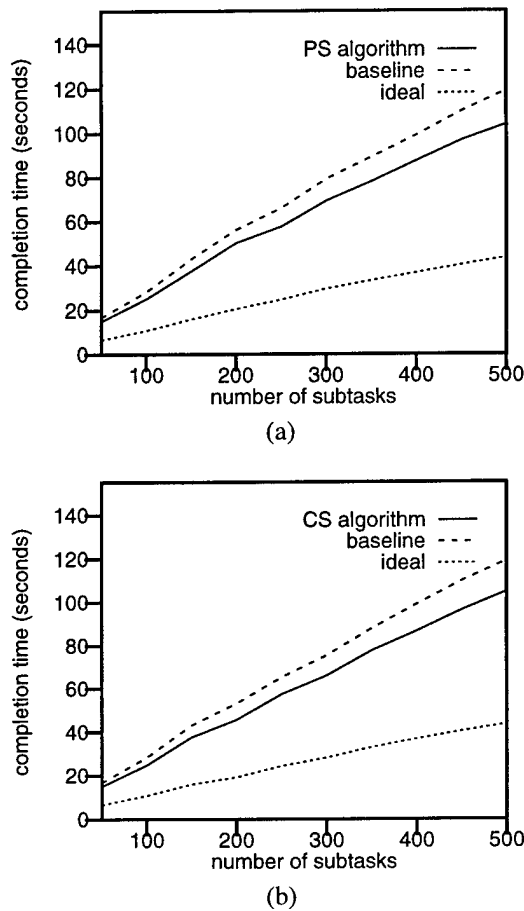 140
120
100
80
60
40
20
0
completion time (seconds)
PS algorithm
baseline
ideal
100 200 300 400 500
number of subtasks
(a)
140
120
100
80
60
40
20
0
completion time (seconds)
CS algorithm
baseline
ideal
100 200 300 400 500
number of subtasks
(b)